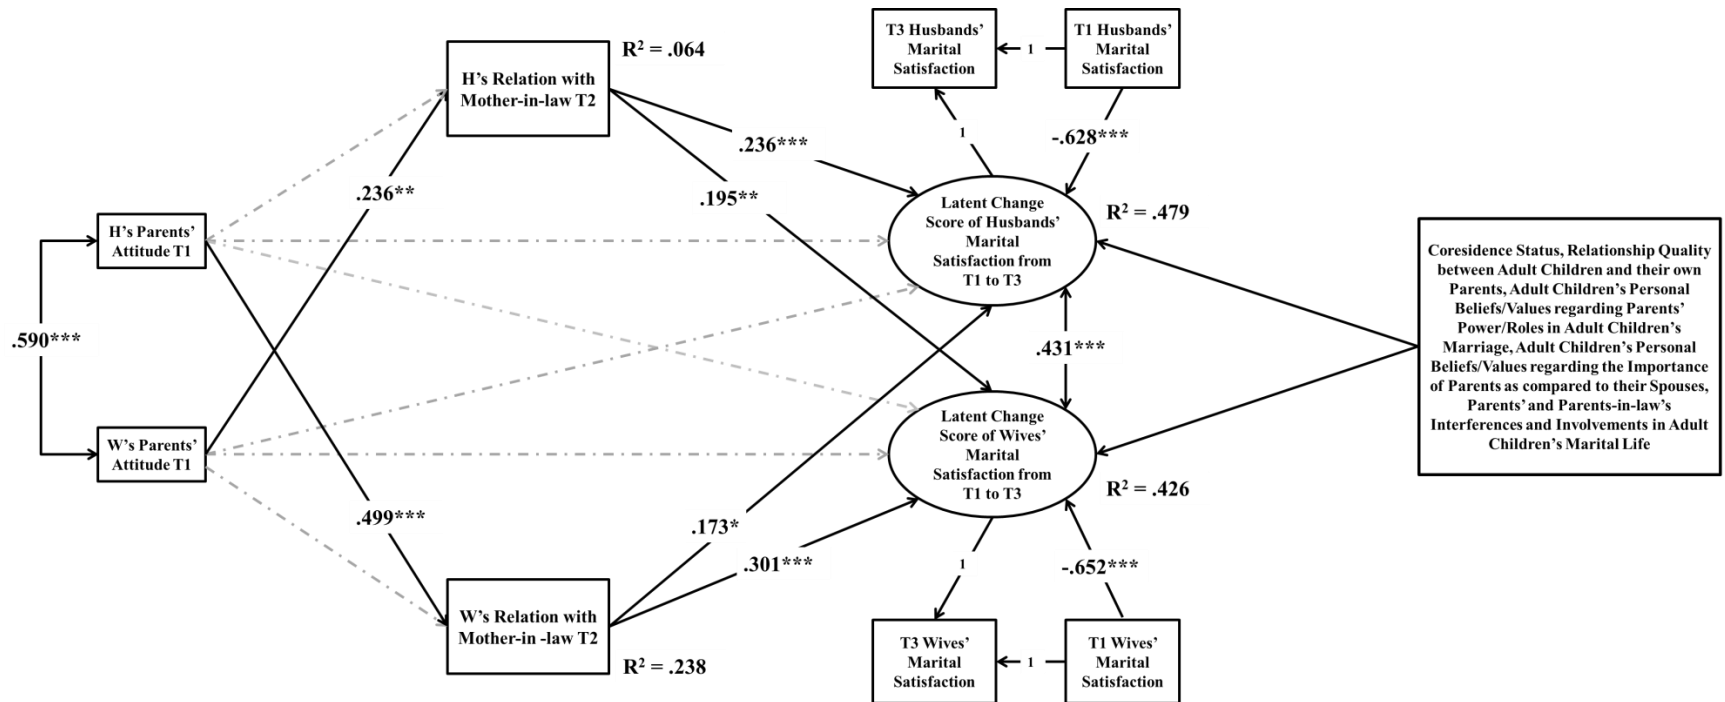 H's Relation with
Mother-in-law T2
R² = .064
T3 Husbands'
Marital
Satisfaction
1
T1 Husbands'
Marital
Satisfaction
.236***
1
-.628***
.236**
.195**
H's Parents'
Attitude T1
Latent Change
Score of Husbands'
Marital
Satisfaction from
T1 to T3
R² = .479
.590***
.431***
Coresidence Status, Relationship Quality
between Adult Children and their own
Parents, Adult Children's Personal
Beliefs/Values regarding Parents'
Power/Roles in Adult Children's
Marriage, Adult Children's Personal
Beliefs/Values regarding the Importance
of Parents as compared to their Spouses,
Parents' and Parents-in-law's
Interferences and Involvements in Adult
Children's Marital Life
W's Parents'
Attitude T1
Latent Change
Score of Wives'
Marital
Satisfaction from
T1 to T3
R² = .426
.499***
.173*
.301***
1
-.652***
W's Relation with
Mother-in -law T2
R² = .238
T3 Wives'
Marital
Satisfaction
1
T1 Wives'
Marital
Satisfaction